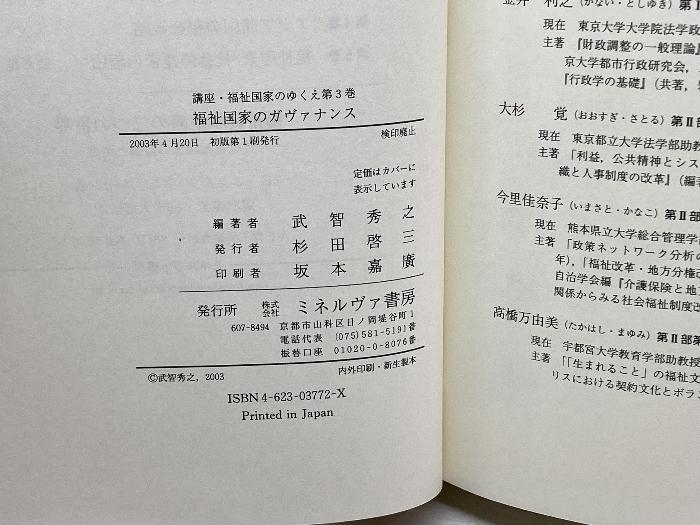 講座・福祉国家のゆくえ第3巻
福祉国家のガヴァナンス
2003年4月20日 初版第1刷発行 検印廃止
定価はカバーに
表示しています
編著者 武智秀之
発行者 杉田啓三
印刷者 坂本嘉廣
発行所 株式会社 ミネルヴァ書房
607-8494 京都市山科区日ノ岡堤谷町1
電話代表 (075)581-5191番
振替口座 01020-0-8076番
©武智秀之, 2003 内外印刷・新生製本
ISBN4-623-03772-X
Printed in Japan
金井 利之(かない・としゆき)
現在 東京大学大学院法学政
主著 『財政調整の一般理論』
京大学都市行政研究会,
『行政学の基礎』(共著,
大杉 覚(おおすぎ・さとる)第II部
現在 東京都立大学法学部助教
主著 「利益,公共精神とシス
織と人事制度の改革』(編著
今里佳奈子(いまさと・かなこ)第II部
現在 熊本県立大学総合管理学
主著 「政策ネットワーク分析の
年),「福祉改革・地方分権改
自治学会編『介護保険と地
関係からみる社会福祉制度改
高橋万由美(たかはし・まゆみ)第II部第
現在 宇都宮大学教育学部助教授
主著 「「生まれること」の福祉文
リスにおける契約文化とボラン